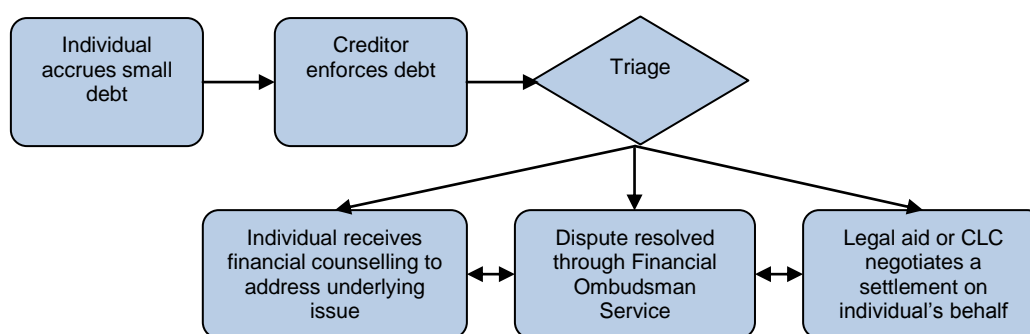 Individual
accrues small
debt
Creditor
enforces debt
Triage
Individual receives
financial counselling to
address underlying
issue
Dispute resolved
through Financial
Ombudsman
Service
Legal aid or CLC
negotiates a
settlement on
individual's behalf